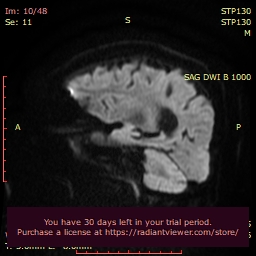 Im: 10/48
Se: 11
S
STP130
STP130
M
SAG DWI B 1000
A
P
You have 30 days left in your trial period.
Purchase a license at https://radiantviewer.com/store/